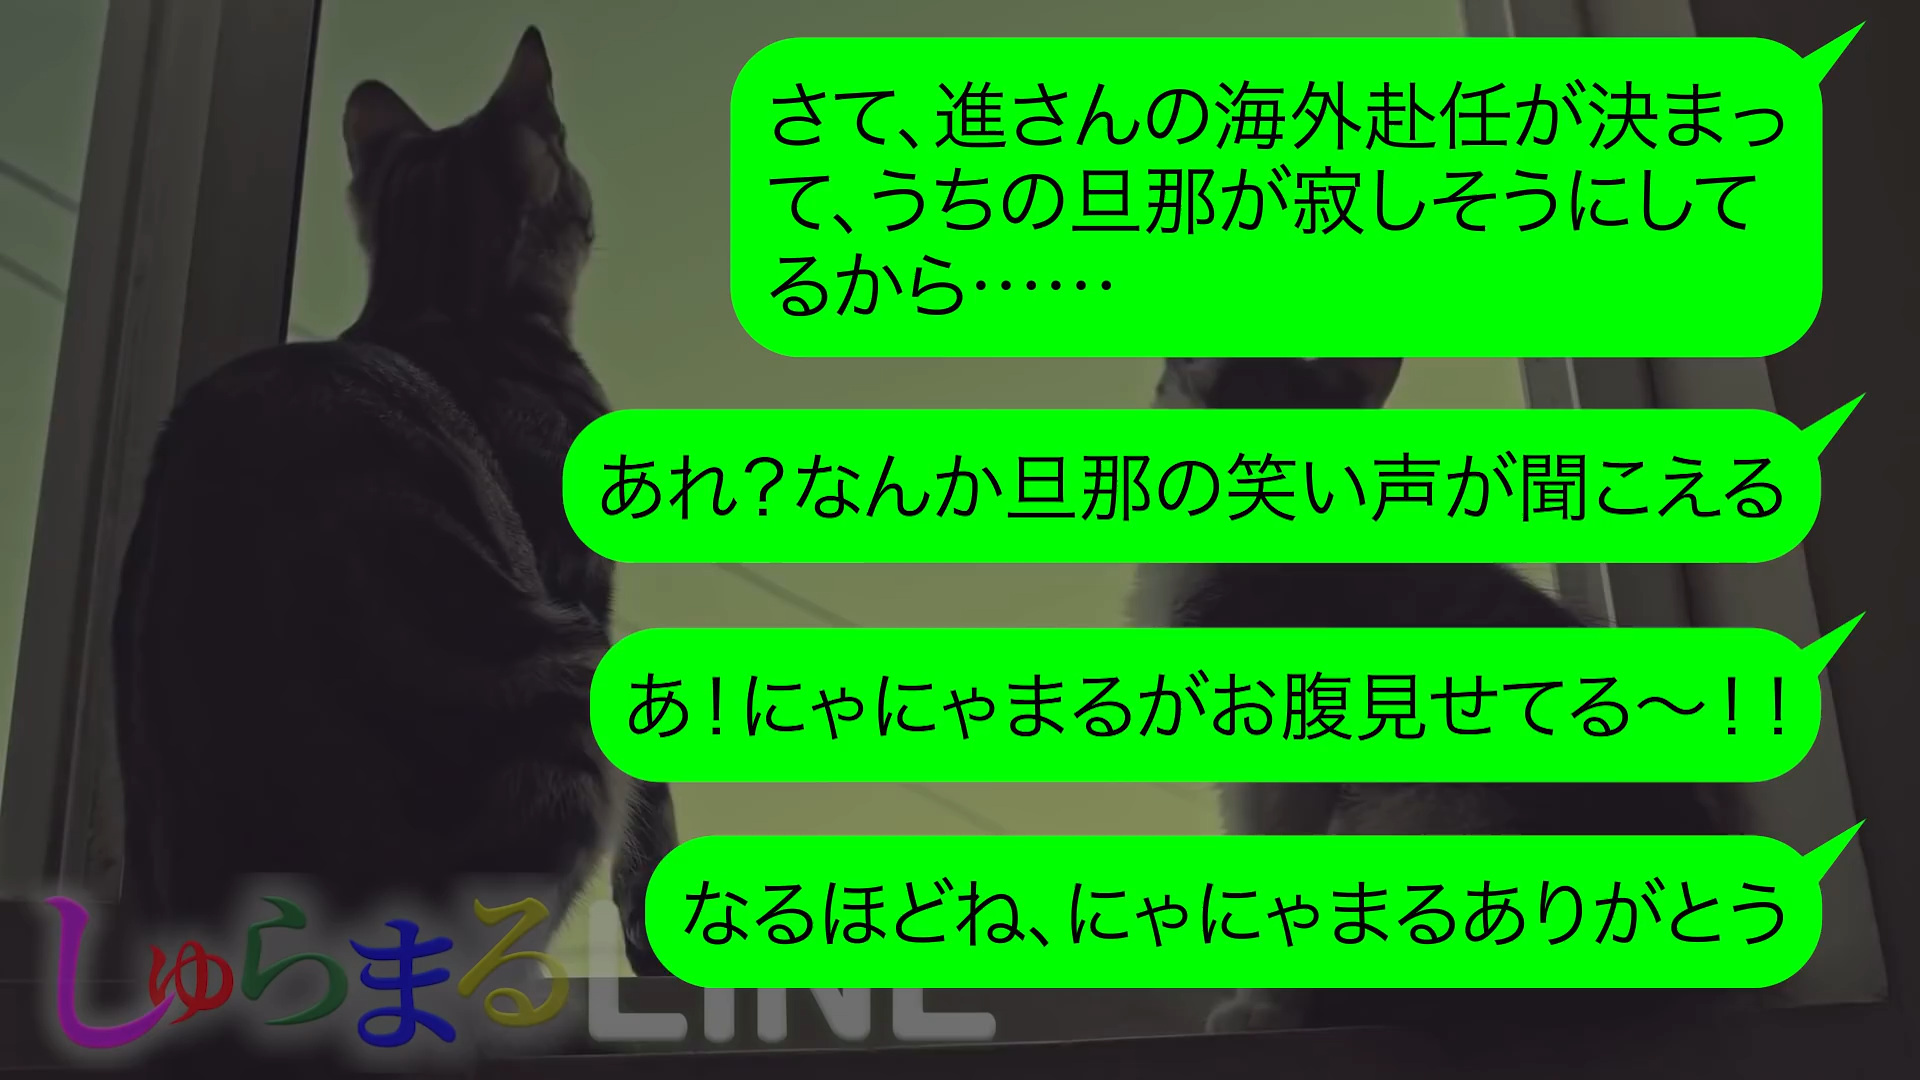 さて、進さんの海外赴任が決まっ
て、うちの旦那が寂しそうにして
るから……
あれ？なんか旦那の笑い声が聞こえる
あ！にゃにゃまるがお腹見せてる〜！！
なるほどね、にゃにゃまるありがとう
しゅらまるLINE